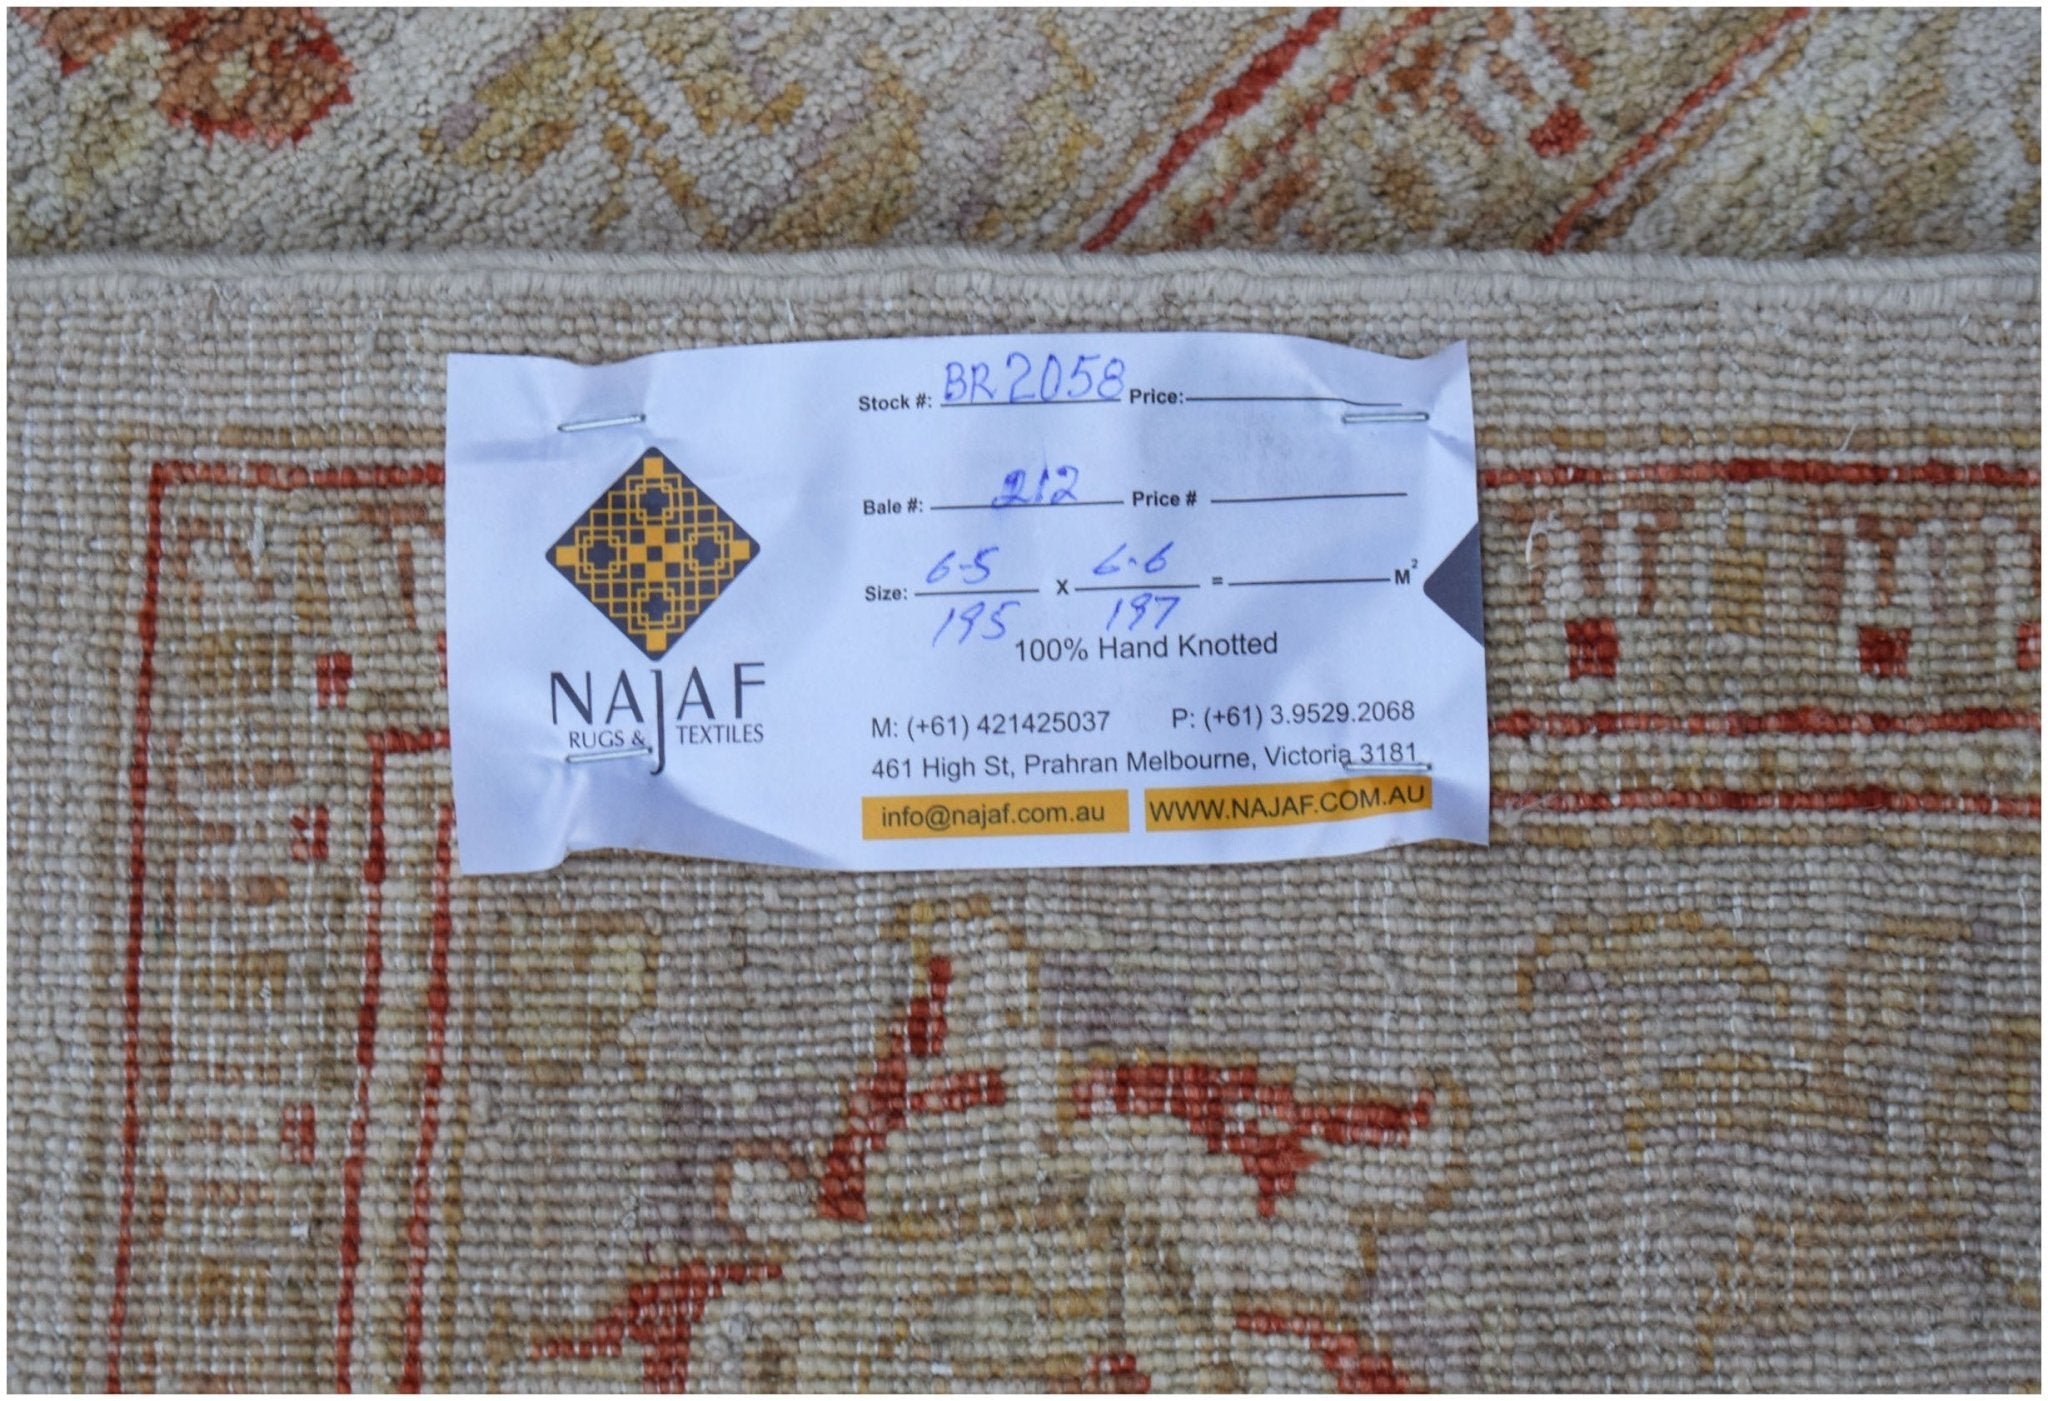 Stock #: BR2058 Price:
Bale #: 212 Price #
Size: 6-5 X 6-6 = M²
195 197
100% Hand Knotted
NAJAF
RUGS & TEXTILES
M: (+61) 421425037 P: (+61) 3.9529.2068
461 High St, Prahran Melbourne, Victoria 3181
info@najaf.com.au WWW.NAJAF.COM.AU